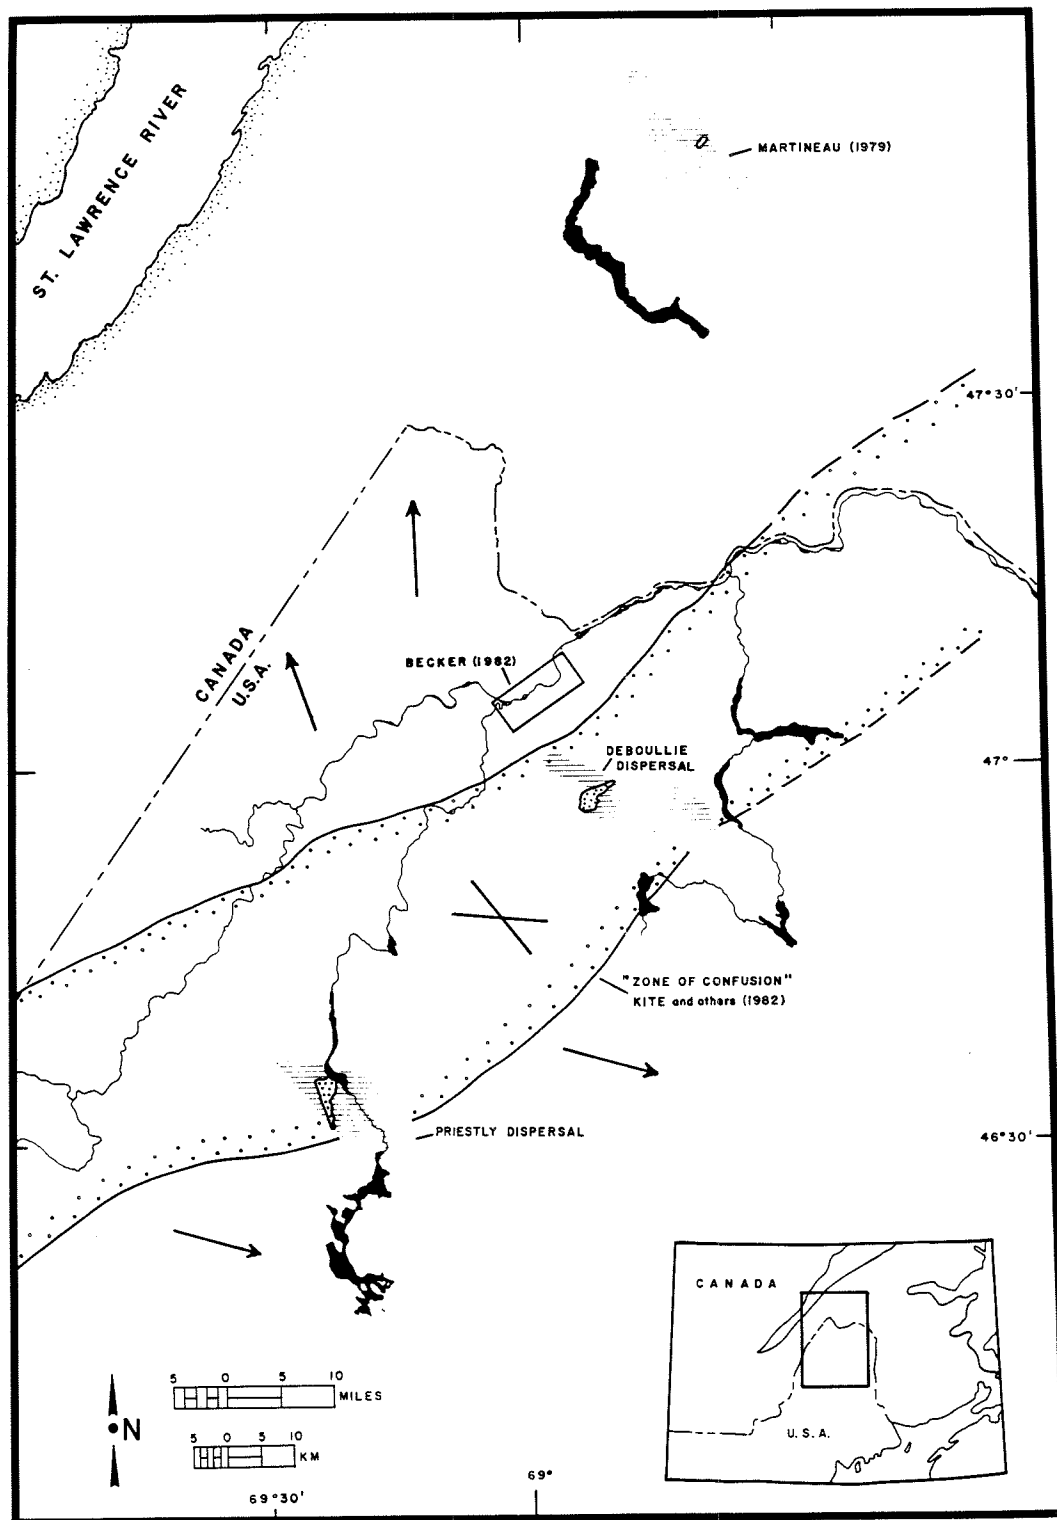 ST. LAWRENCE RIVER
MARTINEAU (1979)
47°30'
CANADA
U.S.A.
BECKER (1982)
DEBOULLIE
DISPERSAL
47°
"ZONE OF CONFUSION"
KITE and others (1982)
PRIESTLY DISPERSAL
46°30'
CANADA
U.S.A.
5 0 5 10
MILES
5 0 5 10
KM
N
69°30'
69°